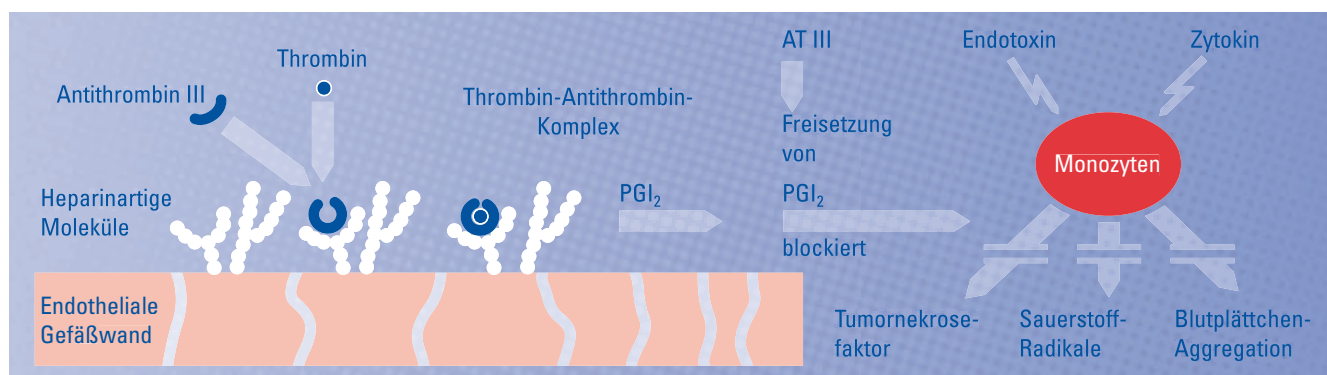 Antithrombin III
Thrombin
Thrombin-Antithrombin-
Komplex
Heparinartige
Moleküle
PGI₂
Endotheliale
Gefäßwand
AT III
Freisetzung
von
PGI₂
blockiert
Endotoxin
Zytokin
Monozyten
Tumornekrose-
faktor
Sauerstoff-
Radikale
Blutplättchen-
Aggregation